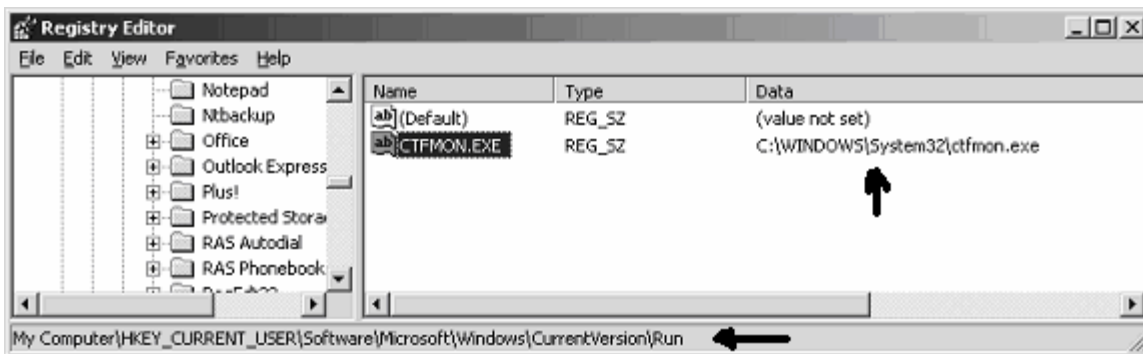 Registry Editor
File Edit View Favorites Help
Notepad
Ntbackup
Office
Outlook Express
Plus!
Protected Stora
RAS Autodial
RAS Phonebook
Name Type Data
(Default) REG_SZ (value not set)
CTFMON.EXE REG_SZ C:\WINDOWS\System32\ctfmon.exe
My Computer\HKEY_CURRENT_USER\Software\Microsoft\Windows\CurrentVersion\Run